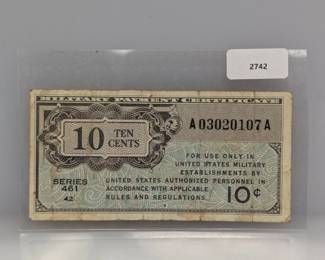 2742
MILITARY PAYMENT CERTIFICATE
10 TEN CENTS
A03020107A
FOR USE ONLY IN
UNITED STATES MILITARY
ESTABLISHMENTS BY
UNITED STATES AUTHORIZED PERSONNEL IN
ACCORDANCE WITH APPLICABLE
RULES AND REGULATIONS.
SERIES
461
42
10¢